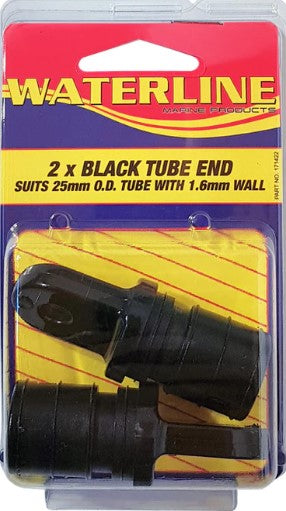 WATERLINE
MARINE PRODUCTS
2 x BLACK TUBE END
SUITS 25mm O.D. TUBE WITH 1.6mm WALL
PART NO. 171422